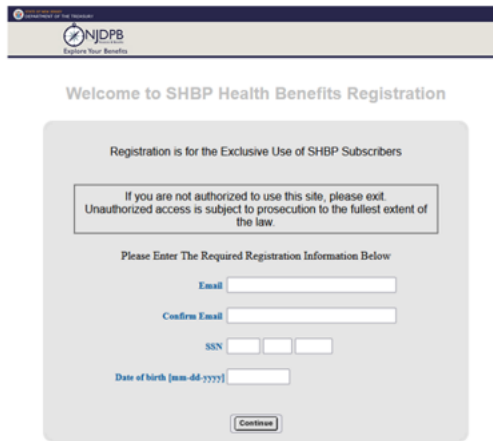 DEPARTMENT OF THE TREASURY
NJDPB
Explore Your Benefits
Welcome to SHBP Health Benefits Registration
Registration is for the Exclusive Use of SHBP Subscribers
If you are not authorized to use this site, please exit.
Unauthorized access is subject to prosecution to the fullest extent of
the law.
Please Enter The Required Registration Information Below
Email
Confirm Email
SSN
Date of birth [mm-dd-yyyy]
Continue